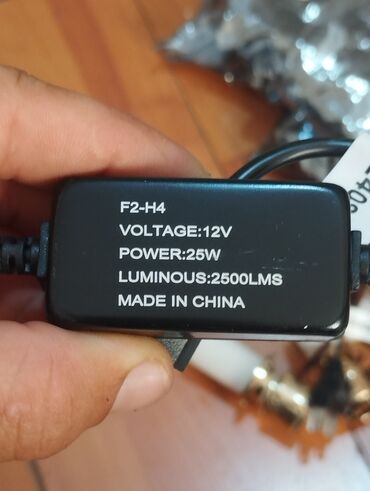 F2-H4
VOLTAGE:12V
POWER:25W
LUMINOUS:2500LMS
MADE IN CHINA